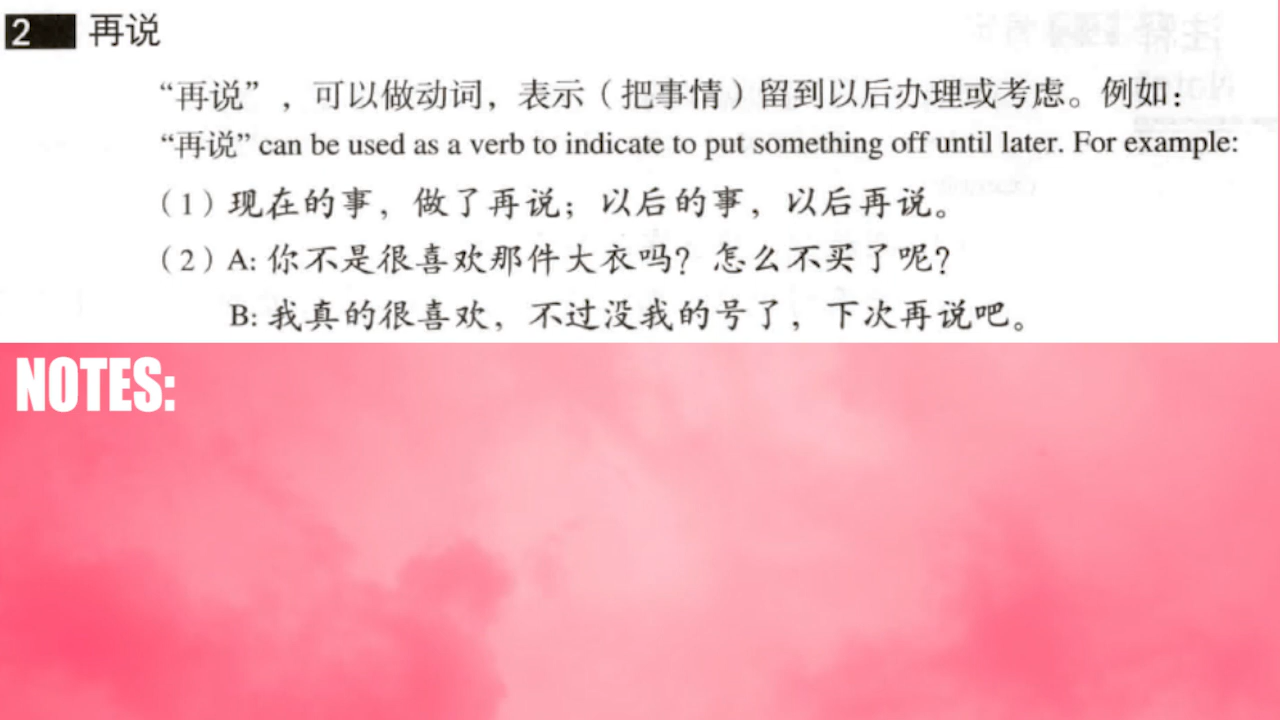 2 再说
“再说”，可以做动词，表示（把事情）留到以后办理或考虑。例如：
“再说” can be used as a verb to indicate to put something off until later. For example:
（1）现在的事，做了再说；以后的事，以后再说。
（2）A: 你不是很喜欢那件大衣吗？怎么不买了呢？
B: 我真的很喜欢，不过没我的号了，下次再说吧。
NOTES: